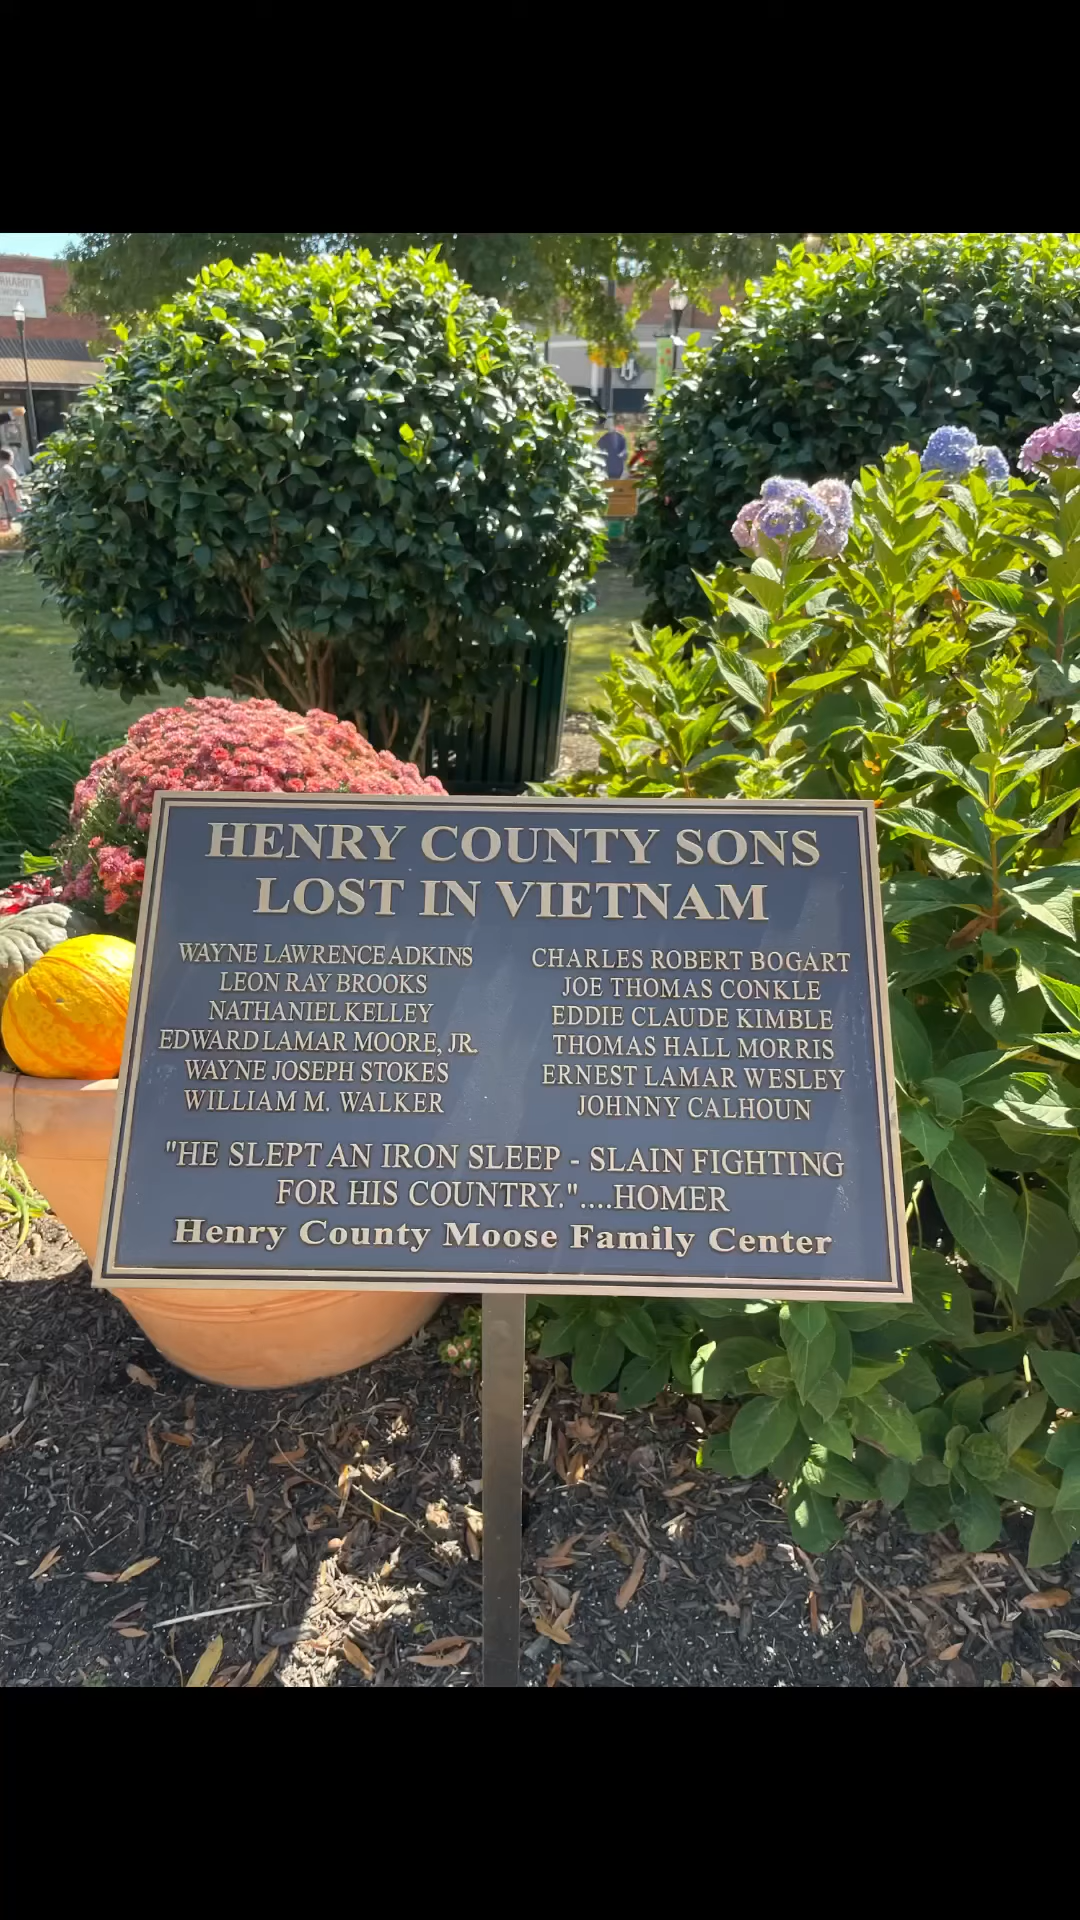 HENRY COUNTY SONS
LOST IN VIETNAM
WAYNE LAWRENCE ADKINS
LEON RAY BROOKS
NATHANIEL KELLEY
EDWARD LAMAR MOORE, JR.
WAYNE JOSEPH STOKES
WILLIAM M. WALKER
CHARLES ROBERT BOGART
JOE THOMAS CONKLE
EDDIE CLAUDE KIMBLE
THOMAS HALL MORRIS
ERNEST LAMAR WESLEY
JOHNNY CALHOUN
"HE SLEPT AN IRON SLEEP - SLAIN FIGHTING
FOR HIS COUNTRY."....HOMER
Henry County Moose Family Center